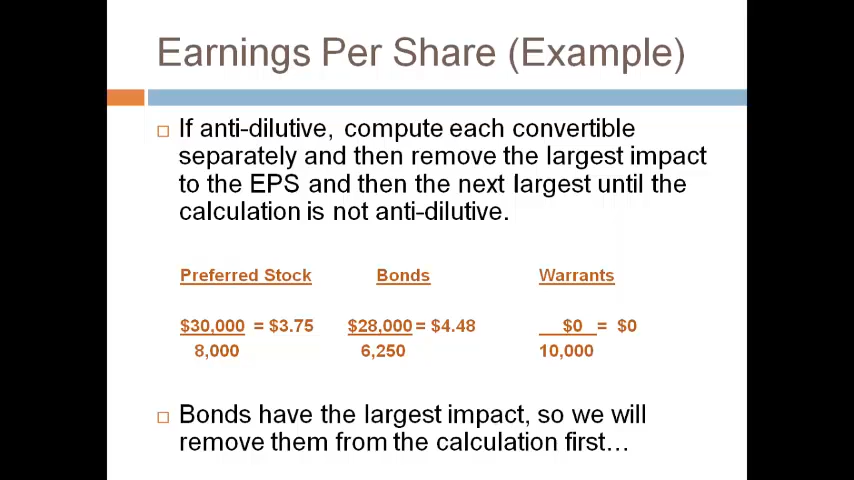 Earnings Per Share (Example)
If anti-dilutive, compute each convertible
separately and then remove the largest impact
to the EPS and then the next largest until the
calculation is not anti-dilutive.
Preferred Stock Bonds Warrants
$30,000 = $3.75 $28,000 = $4.48 $0 = $0
8,000 6,250 10,000
Bonds have the largest impact, so we will
remove them from the calculation first…